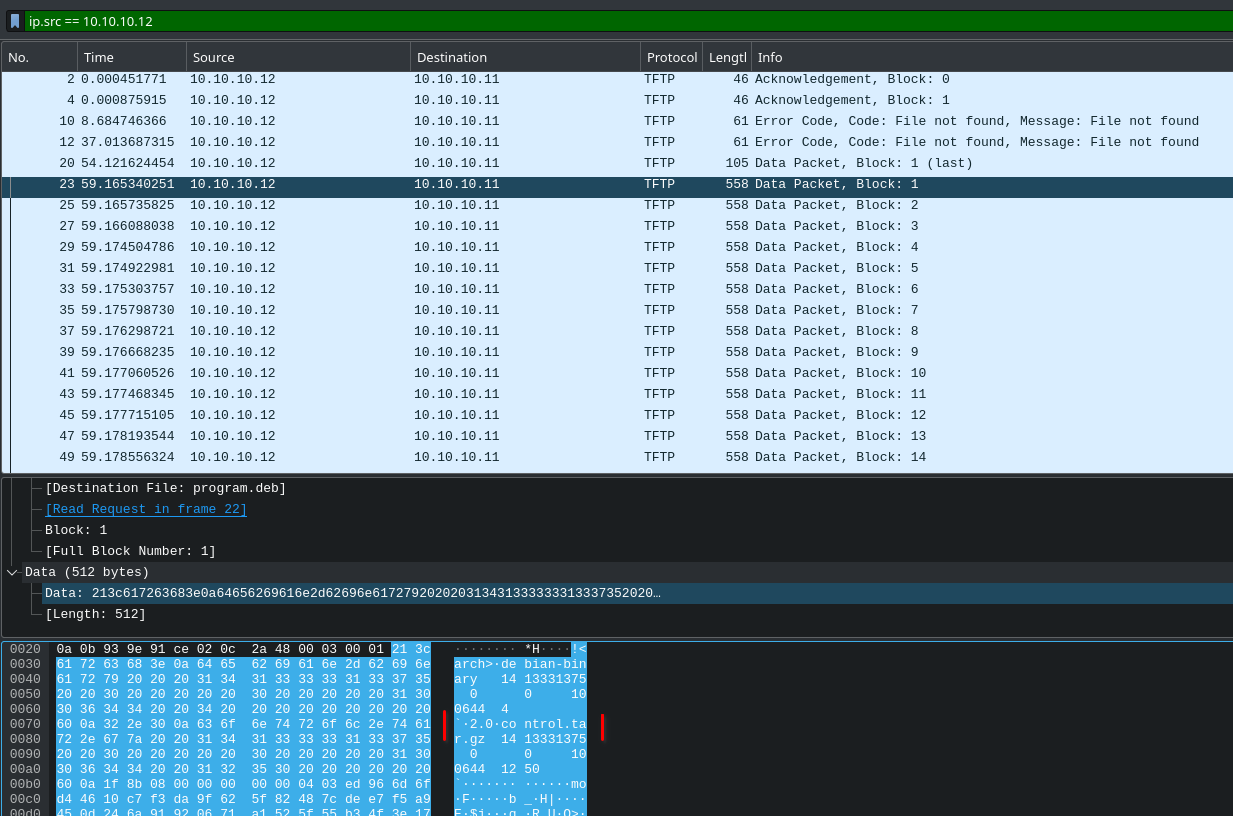 ip.src == 10.10.10.12
No. Time Source Destination Protocol Lengtl Info
2 0.000451771 10.10.10.12 10.10.10.11 TFTP 46 Acknowledgement, Block: 0
4 0.000875915 10.10.10.12 10.10.10.11 TFTP 46 Acknowledgement, Block: 1
10 8.684746366 10.10.10.12 10.10.10.11 TFTP 61 Error Code, Code: File not found, Message: File not found
12 37.013687315 10.10.10.12 10.10.10.11 TFTP 61 Error Code, Code: File not found, Message: File not found
20 54.121624454 10.10.10.12 10.10.10.11 TFTP 105 Data Packet, Block: 1 (last)
23 59.165340251 10.10.10.12 10.10.10.11 TFTP 558 Data Packet, Block: 1
25 59.165735825 10.10.10.12 10.10.10.11 TFTP 558 Data Packet, Block: 2
27 59.166088038 10.10.10.12 10.10.10.11 TFTP 558 Data Packet, Block: 3
29 59.174504786 10.10.10.12 10.10.10.11 TFTP 558 Data Packet, Block: 4
31 59.174922981 10.10.10.12 10.10.10.11 TFTP 558 Data Packet, Block: 5
33 59.175303757 10.10.10.12 10.10.10.11 TFTP 558 Data Packet, Block: 6
35 59.175798730 10.10.10.12 10.10.10.11 TFTP 558 Data Packet, Block: 7
37 59.176298721 10.10.10.12 10.10.10.11 TFTP 558 Data Packet, Block: 8
39 59.176668235 10.10.10.12 10.10.10.11 TFTP 558 Data Packet, Block: 9
41 59.177060526 10.10.10.12 10.10.10.11 TFTP 558 Data Packet, Block: 10
43 59.177468345 10.10.10.12 10.10.10.11 TFTP 558 Data Packet, Block: 11
45 59.177715105 10.10.10.12 10.10.10.11 TFTP 558 Data Packet, Block: 12
47 59.178193544 10.10.10.12 10.10.10.11 TFTP 558 Data Packet, Block: 13
49 59.178556324 10.10.10.12 10.10.10.11 TFTP 558 Data Packet, Block: 14
[Destination File: program.deb]
[Read Request in frame 22]
Block: 1
[Full Block Number: 1]
Data (512 bytes)
Data: 213c617263683e0a64656269616e2d62696e617279202020313431333333313337352020…
[Length: 512]
0020 0a 0b 93 9e 91 ce 02 0c 2a 48 00 03 00 01 21 3c ········ *H····!<
0030 61 72 63 68 3e 0a 64 65 62 69 61 6e 2d 62 69 6e arch>·de bian-bin
0040 61 72 79 20 20 20 31 34 31 33 33 33 31 33 37 35 ary 14 13331375
0050 20 20 30 20 20 20 20 20 30 20 20 20 20 20 31 30 0 0 10
0060 30 36 34 34 20 20 34 20 20 20 20 20 20 20 20 20 0644 4
0070 60 0a 32 2e 30 0a 63 6f 6e 74 72 6f 6c 2e 74 61 `·2.0·co ntrol.ta
0080 72 2e 67 7a 20 20 31 34 31 33 33 33 31 33 37 35 r.gz 14 13331375
0090 20 20 30 20 20 20 20 20 30 20 20 20 20 20 31 30 0 0 10
00a0 30 36 34 34 20 20 31 32 35 30 20 20 20 20 20 20 0644 12 50
00b0 60 0a 1f 8b 08 00 00 00 00 00 04 03 ed 96 6d 6f `······· ······mo
00c0 d4 46 10 c7 f3 da 9f 62 5f 82 48 7c de e7 f5 a9 ·F·····b _·H|····
00d0 45 0d 24 6a 91 92 06 71 a1 52 5f 55 b3 4f 3e 17 E·$j···q ·R_U·O>·